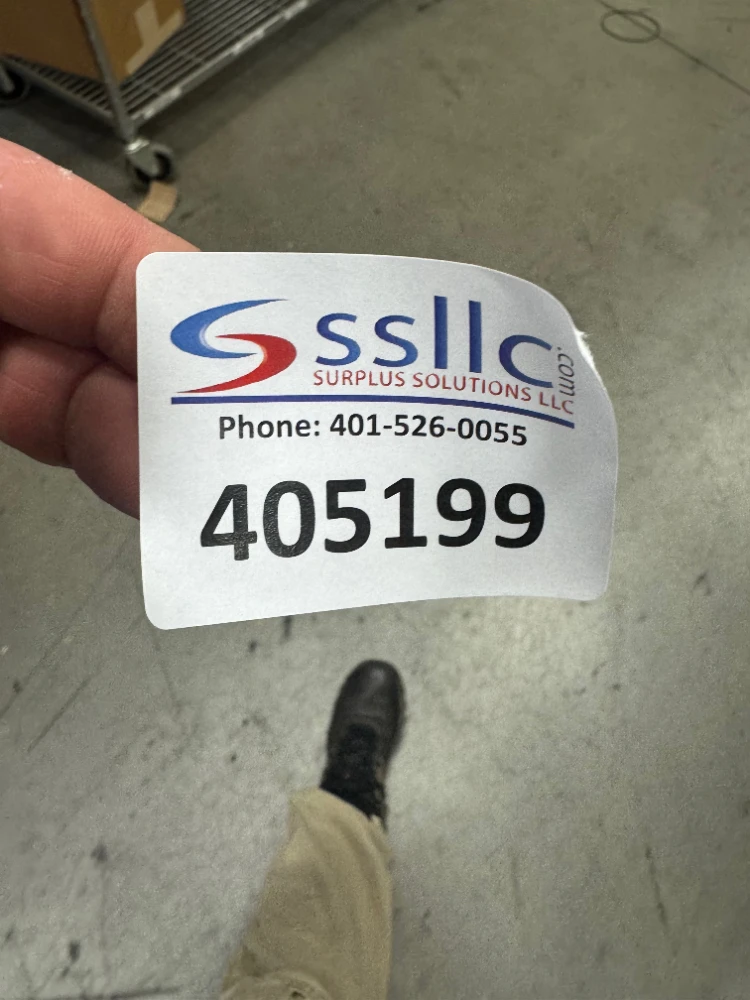 ssllc.com
SURPLUS SOLUTIONS LLC
Phone: 401-526-0055
405199